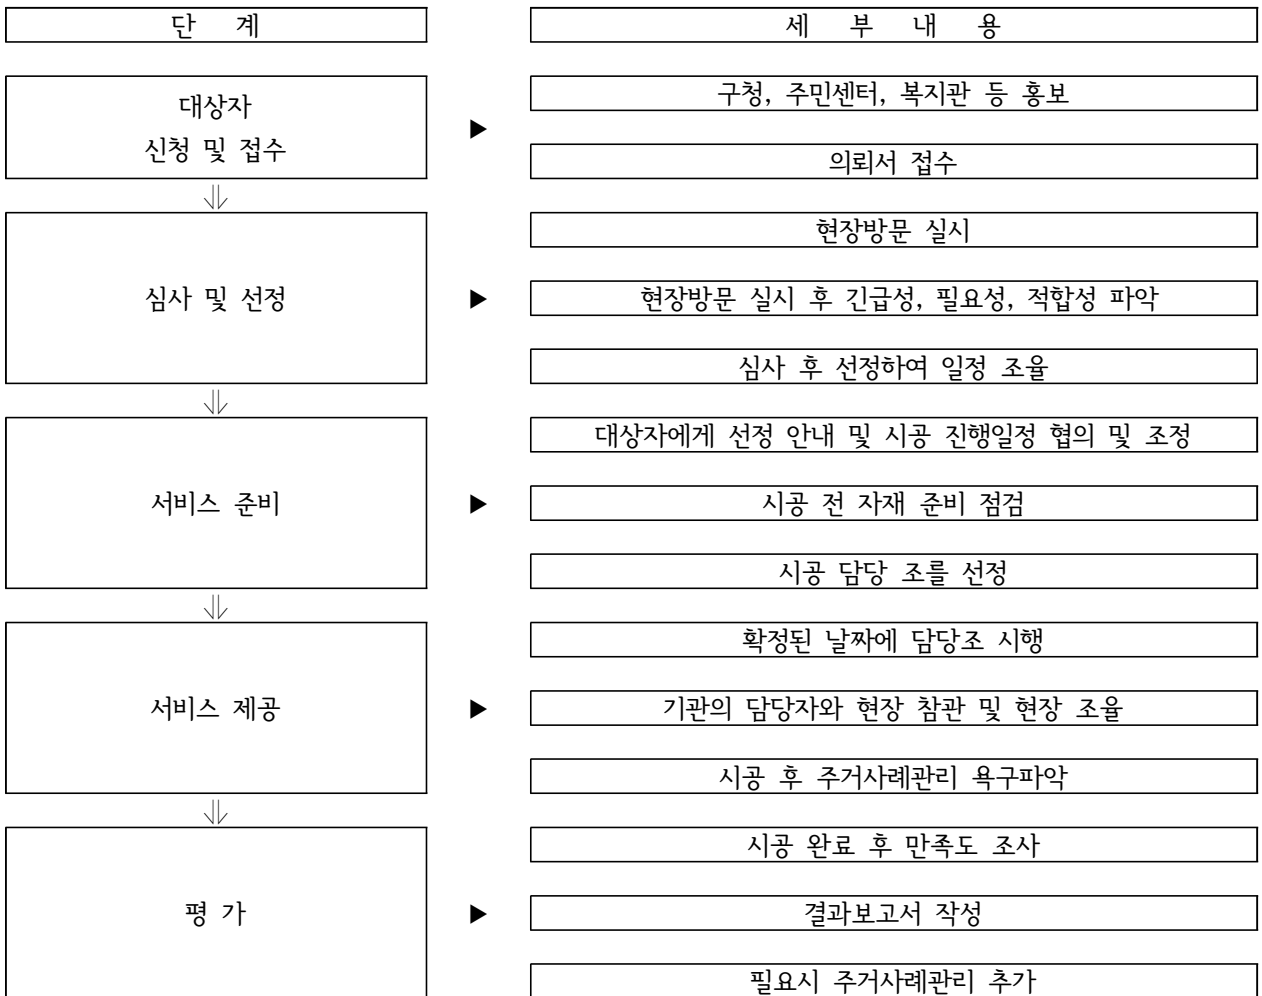 단 계
세 부 내 용
대상자
신청 및 접수
▶
구청, 주민센터, 복지관 등 홍보
의뢰서 접수
⇓
심사 및 선정
▶
현장방문 실시
현장방문 실시 후 긴급성, 필요성, 적합성 파악
심사 후 선정하여 일정 조율
⇓
서비스 준비
▶
대상자에게 선정 안내 및 시공 진행일정 협의 및 조정
시공 전 자재 준비 점검
시공 담당 조를 선정
⇓
서비스 제공
▶
확정된 날짜에 담당조 시행
기관의 담당자와 현장 참관 및 현장 조율
시공 후 주거사례관리 욕구파악
⇓
평 가
▶
시공 완료 후 만족도 조사
결과보고서 작성
필요시 주거사례관리 추가